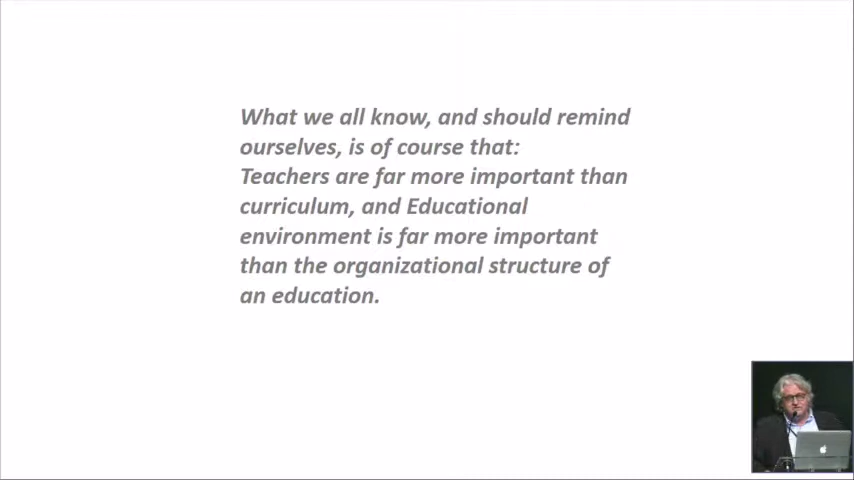 What we all know, and should remind
ourselves, is of course that:
Teachers are far more important than
curriculum, and Educational
environment is far more important
than the organizational structure of
an education.